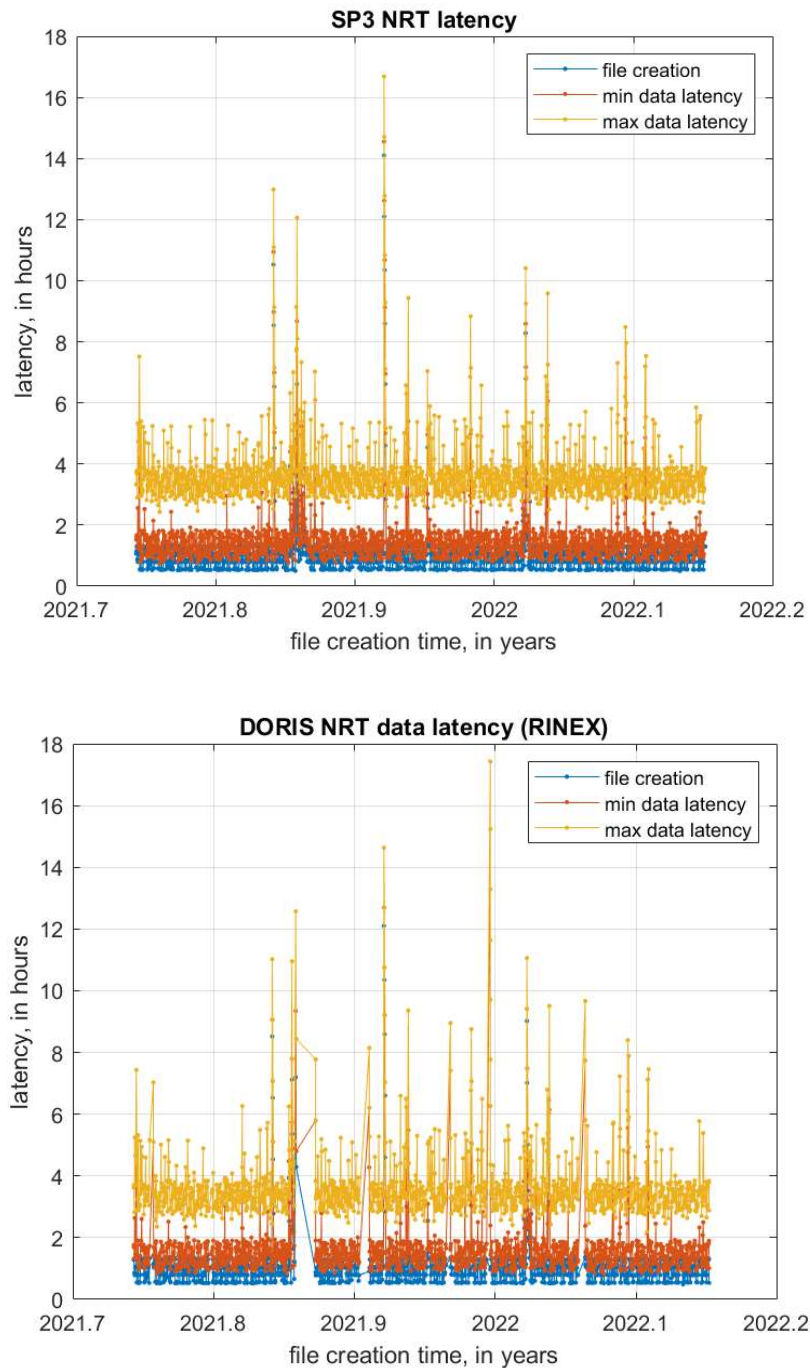 SP3 NRT latency
18
16
14
12
10
8
6
4
2
0
latency, in hours
file creation
min data latency
max data latency
2021.7 2021.8 2021.9 2022 2022.1 2022.2
file creation time, in years
DORIS NRT data latency (RINEX)
18
16
14
12
10
8
6
4
2
0
latency, in hours
file creation
min data latency
max data latency
2021.7 2021.8 2021.9 2022 2022.1 2022.2
file creation time, in years